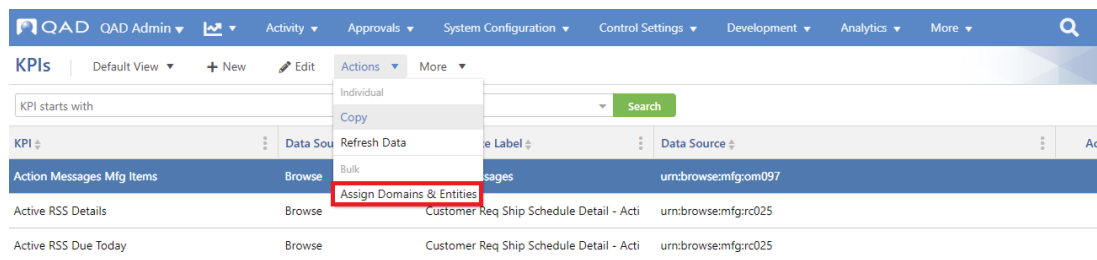 QAD QAD Admin Activity Approvals System Configuration Control Settings Development Analytics More
KPIs Default View + New Edit Actions More
Individual
KPI starts with Search
Copy
KPI Data Sou Refresh Data e Label Data Source Ac
Bulk
Action Messages Mfg Items Browse ssages urn:browse:mfg:om097
Assign Domains & Entities
Active RSS Details Browse Customer Req Ship Schedule Detail - Acti urn:browse:mfg:rc025
Active RSS Due Today Browse Customer Req Ship Schedule Detail - Acti urn:browse:mfg:rc025